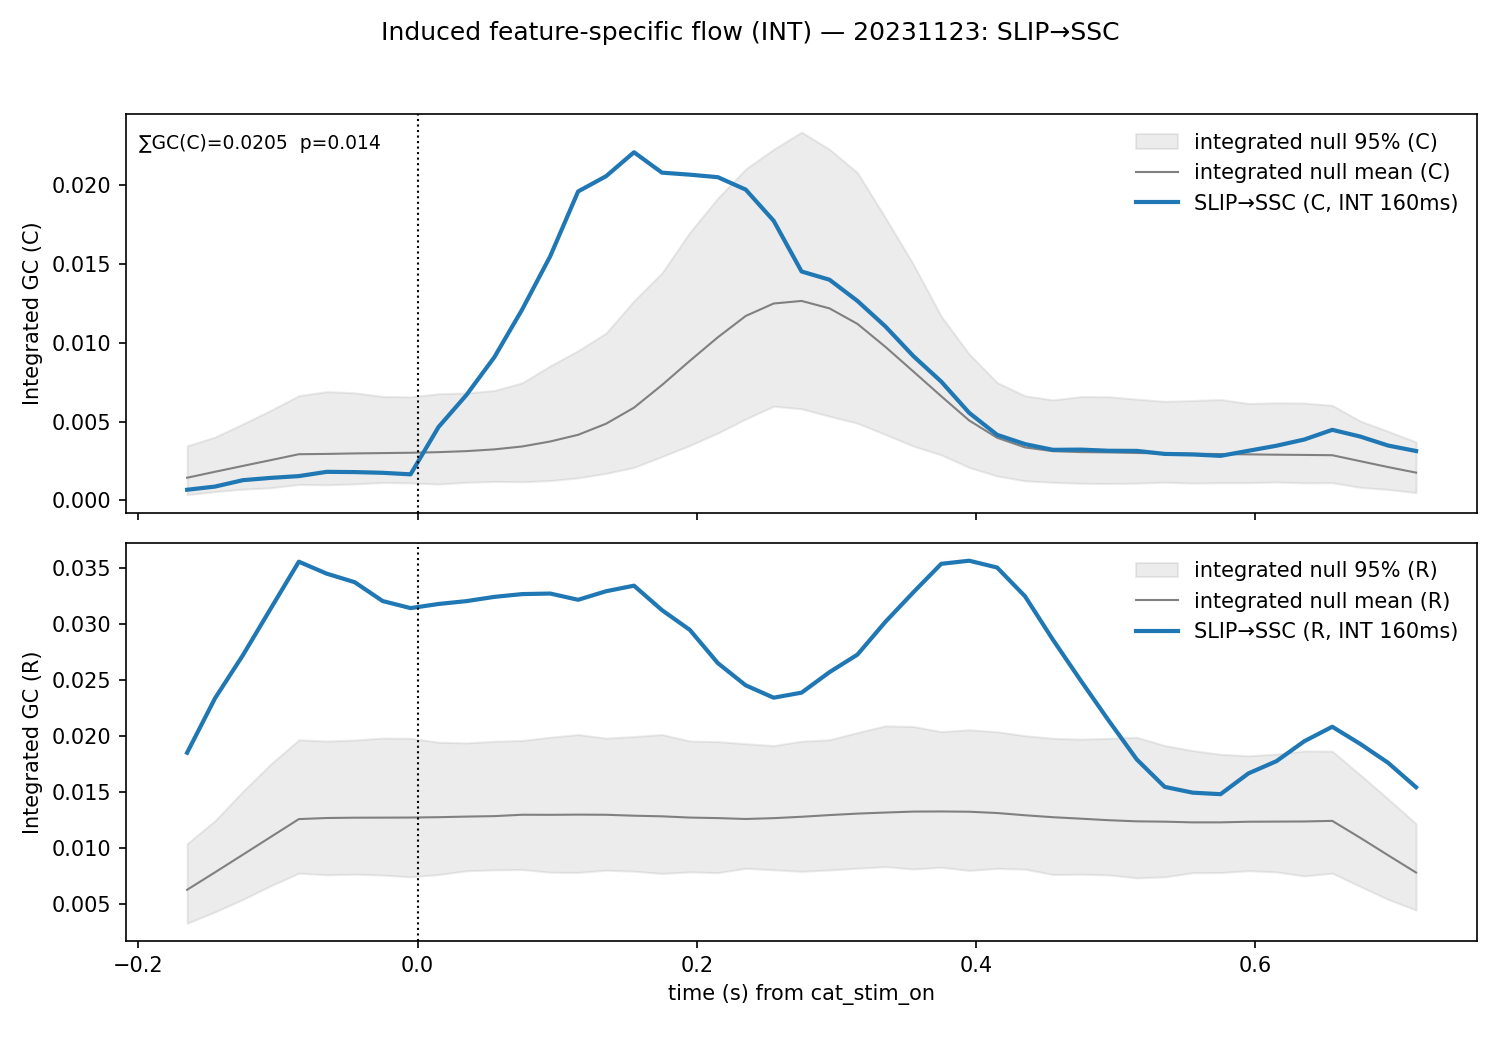 Induced feature-specific flow (INT) — 20231123: SLIP→SSC
∑GC(C)=0.0205  p=0.014
integrated null 95% (C)
integrated null mean (C)
SLIP→SSC (C, INT 160ms)
Integrated GC (C)
0.020
0.015
0.010
0.005
0.000
integrated null 95% (R)
integrated null mean (R)
SLIP→SSC (R, INT 160ms)
Integrated GC (R)
0.035
0.030
0.025
0.020
0.015
0.010
0.005
−0.2 0.0 0.2 0.4 0.6
time (s) from cat_stim_on